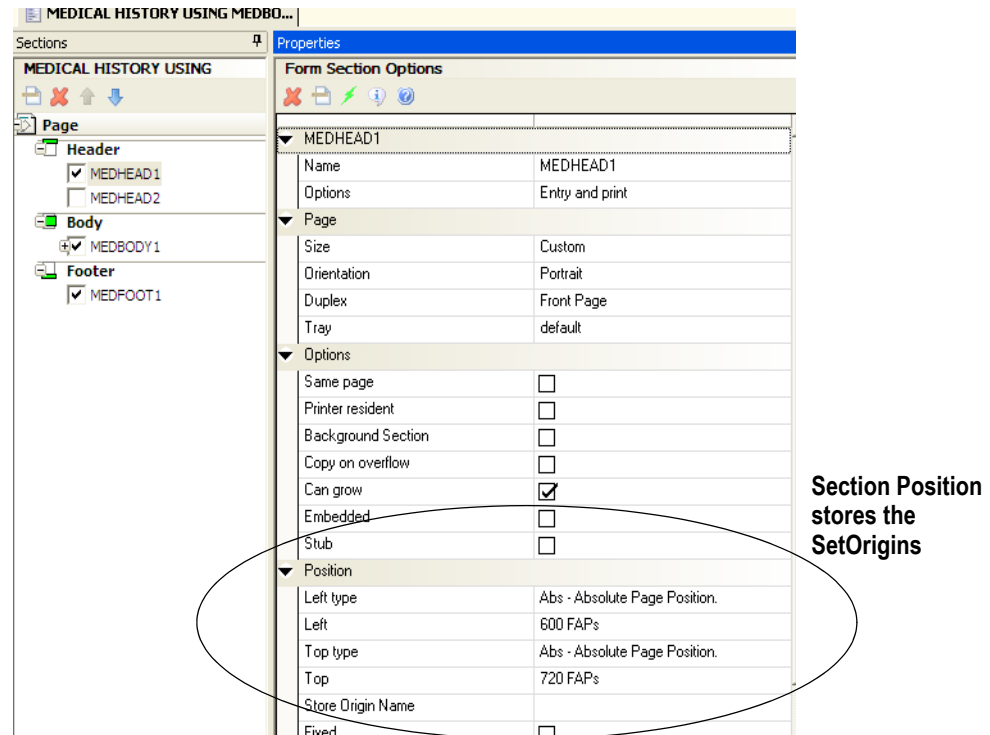 MEDICAL HISTORY USING MEDBO...
Sections
Properties
MEDICAL HISTORY USING
Form Section Options
Page
Header
MEDHEAD1
MEDHEAD2
Body
MEDBODY1
Footer
MEDFOOT1
MEDHEAD1
Name MEDHEAD1
Options Entry and print
Page
Size Custom
Orientation Portrait
Duplex Front Page
Tray default
Options
Same page
Printer resident
Background Section
Copy on overflow
Can grow
Embedded
Stub
Position
Left type Abs - Absolute Page Position.
Left 600 FAPs
Top type Abs - Absolute Page Position.
Top 720 FAPs
Store Origin Name
Fixed
Section Position
stores the
SetOrigins